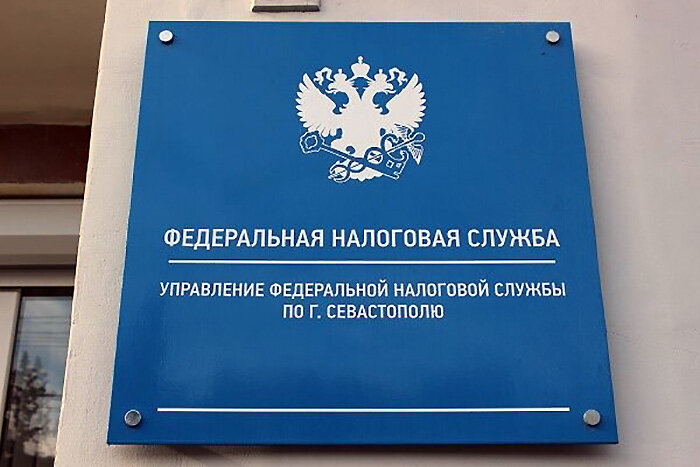 ФЕДЕРАЛЬНАЯ НАЛОГОВАЯ СЛУЖБА
УПРАВЛЕНИЕ ФЕДЕРАЛЬНОЙ НАЛОГОВОЙ СЛУЖБЫ
ПО Г. СЕВАСТОПОЛЮ